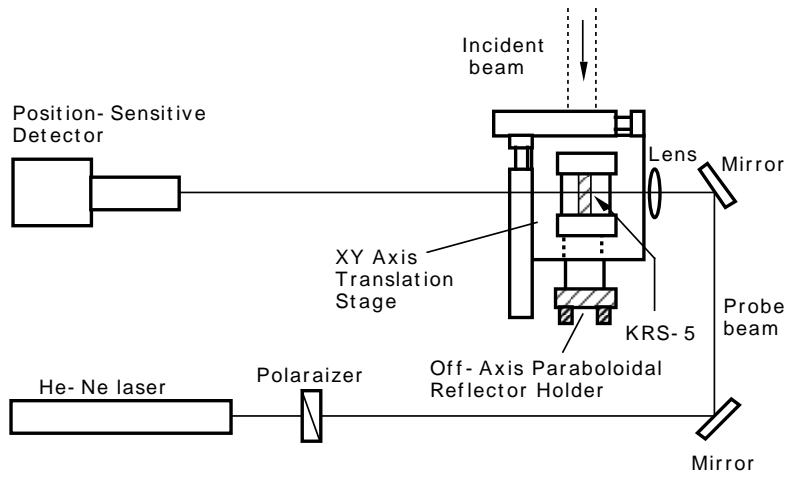 Incident
beam
Position- Sensitive
Detector
Lens
Mirror
XY Axis
Translation
Stage
KRS- 5
Probe
beam
Off- Axis Paraboloidal
Reflector Holder
He- Ne laser
Polaraizer
Mirror